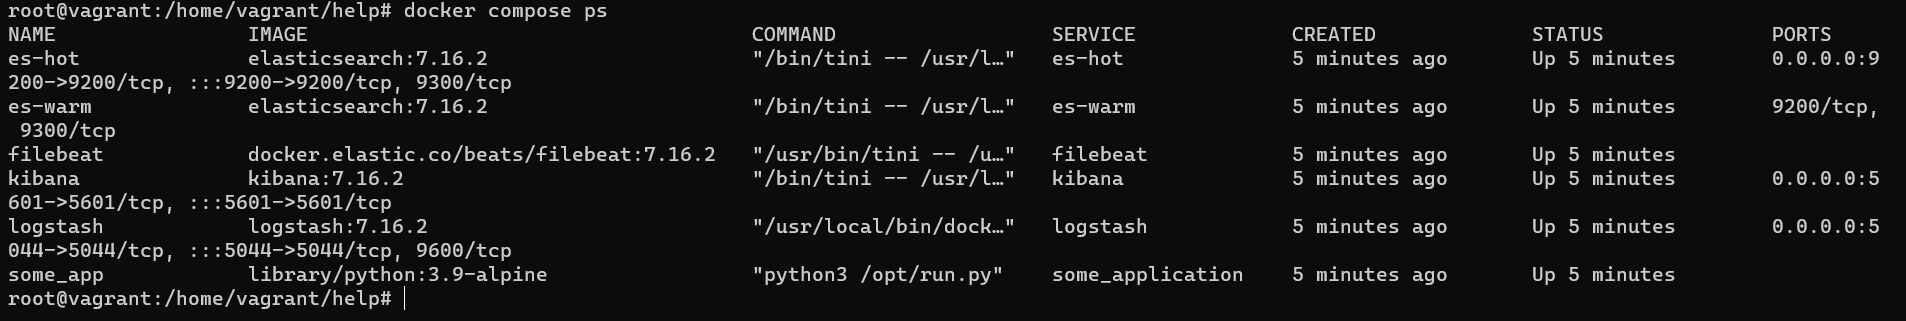 root@vagrant:/home/vagrant/help# docker compose ps
NAME                IMAGE                                     COMMAND                  SERVICE             CREATED             STATUS              PORTS
es-hot              elasticsearch:7.16.2                      "/bin/tini -- /usr/l…"   es-hot              5 minutes ago       Up 5 minutes        0.0.0.0:9
200->9200/tcp, :::9200->9200/tcp, 9300/tcp
es-warm             elasticsearch:7.16.2                      "/bin/tini -- /usr/l…"   es-warm             5 minutes ago       Up 5 minutes        9200/tcp,
 9300/tcp
filebeat            docker.elastic.co/beats/filebeat:7.16.2   "/usr/bin/tini -- /u…"   filebeat            5 minutes ago       Up 5 minutes
kibana              kibana:7.16.2                             "/bin/tini -- /usr/l…"   kibana              5 minutes ago       Up 5 minutes        0.0.0.0:5
601->5601/tcp, :::5601->5601/tcp
logstash            logstash:7.16.2                           "/usr/local/bin/dock…"   logstash            5 minutes ago       Up 5 minutes        0.0.0.0:5
044->5044/tcp, :::5044->5044/tcp, 9600/tcp
some_app            library/python:3.9-alpine                 "python3 /opt/run.py"    some_application    5 minutes ago       Up 5 minutes
root@vagrant:/home/vagrant/help#